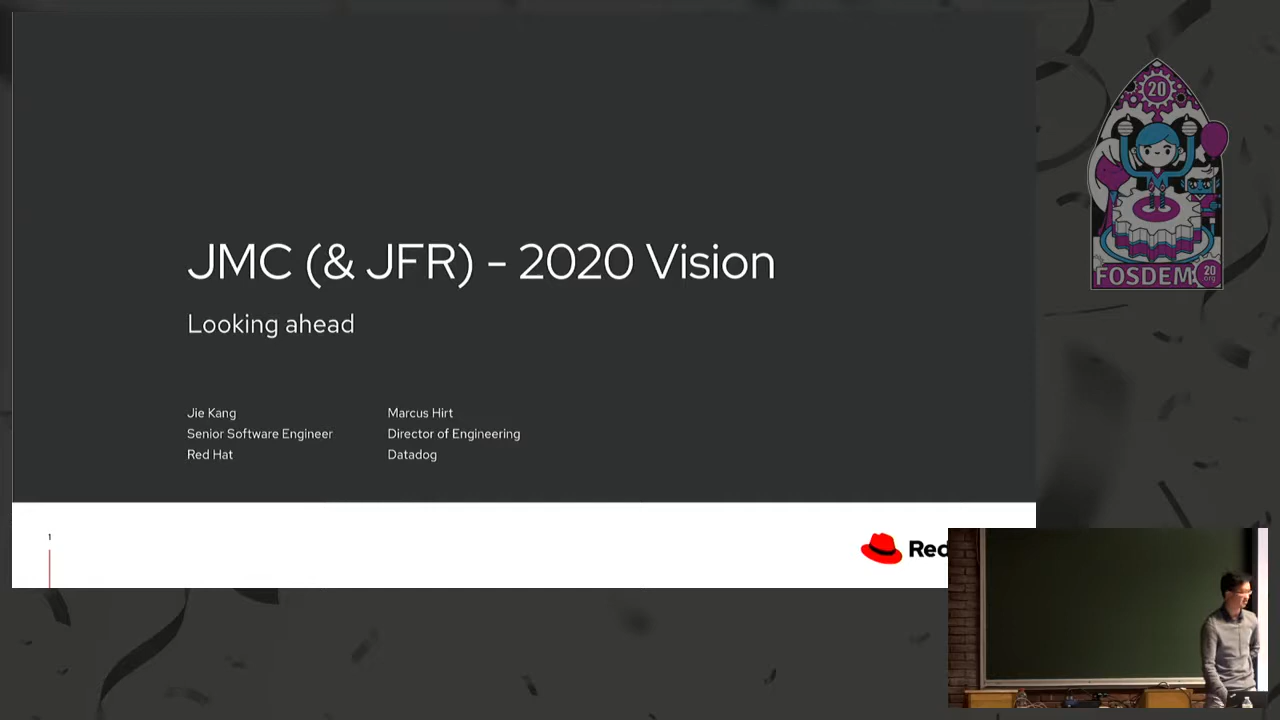 JMC (& JFR) – 2020 Vision
Looking ahead
Jie Kang
Senior Software Engineer
Red Hat
Marcus Hirt
Director of Engineering
Datadog
1
Red
20
FOSDEM
20
org